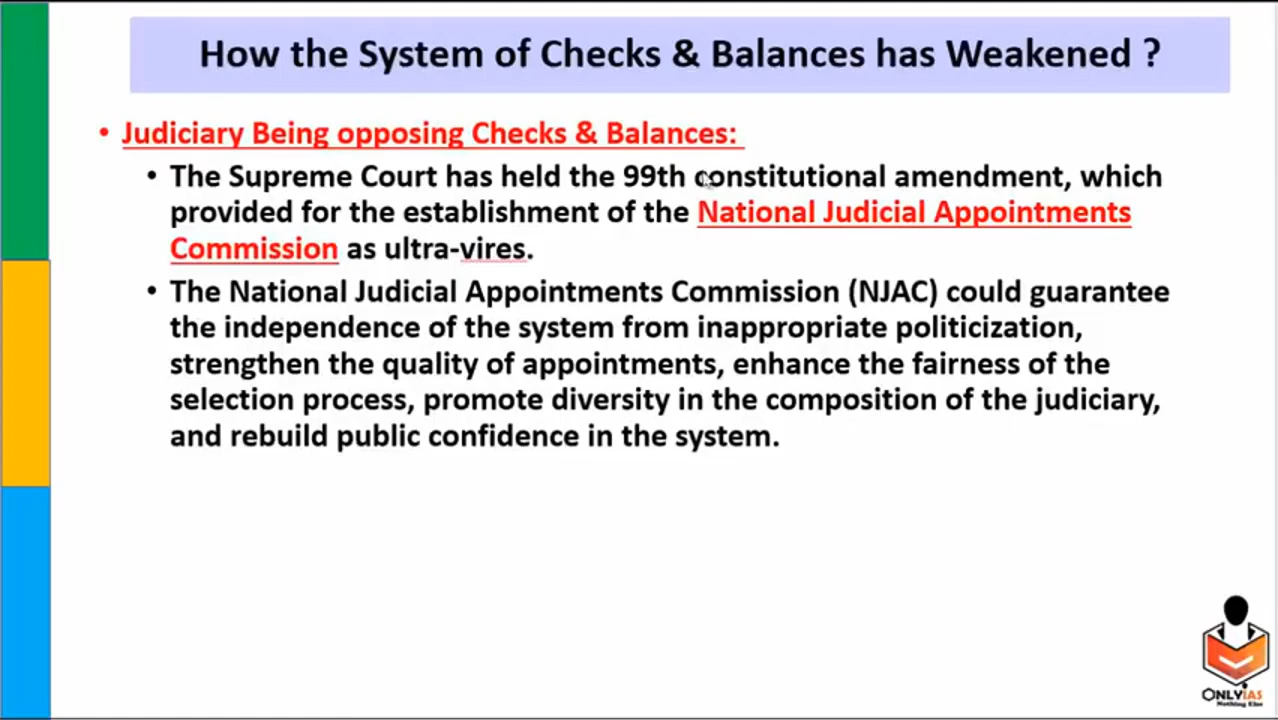 How the System of Checks & Balances has Weakened ?
• Judiciary Being opposing Checks & Balances:
• The Supreme Court has held the 99th constitutional amendment, which
provided for the establishment of the National Judicial Appointments
Commission as ultra-vires.
• The National Judicial Appointments Commission (NJAC) could guarantee
the independence of the system from inappropriate politicization,
strengthen the quality of appointments, enhance the fairness of the
selection process, promote diversity in the composition of the judiciary,
and rebuild public confidence in the system.
ONLYIAS
Nothing Else